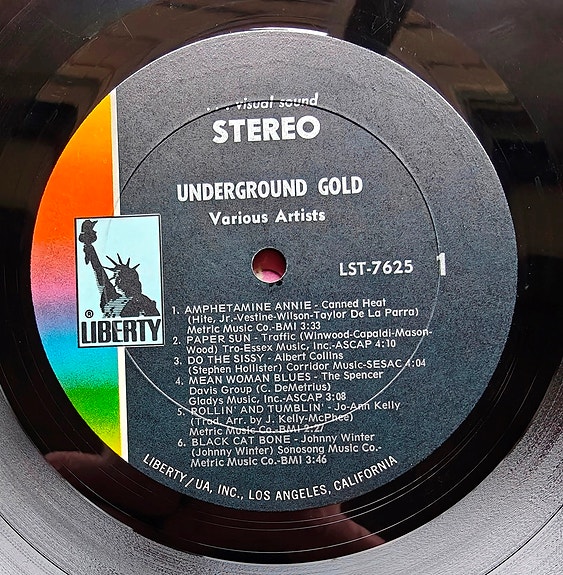 . . . visual sound
STEREO
UNDERGROUND GOLD
Various Artists
LST-7625 1
® LIBERTY
1. AMPHETAMINE ANNIE - Canned Heat
(Hite, Jr.-Vestine-Wilson-Taylor De La Parra)
Metric Music Co.-BMI 3:33
2. PAPER SUN - Traffic (Winwood-Capaldi-Mason-
Wood) Tro-Essex Music, Inc.-ASCAP 4:10
3. DO THE SISSY - Albert Collins
(Stephen Hollister) Corridor Music-SESAC 4:04
4. MEAN WOMAN BLUES - The Spencer
Davis Group (C. DeMetrius)
Gladys Music, Inc-ASCAP 3:08
5. ROLLIN' AND TUMBLIN' - Jo-Ann Kelly
(Trad. Arr. by J. Kelly-McPhee)
Metric Music Co.-BMI 2:27
6. BLACK CAT BONE - Johnny Winter
(Johnny Winter) Sonosong Music Co.-
Metric Music Co.-BMI 3:46
LIBERTY/UA, INC., LOS ANGELES, CALIFORNIA